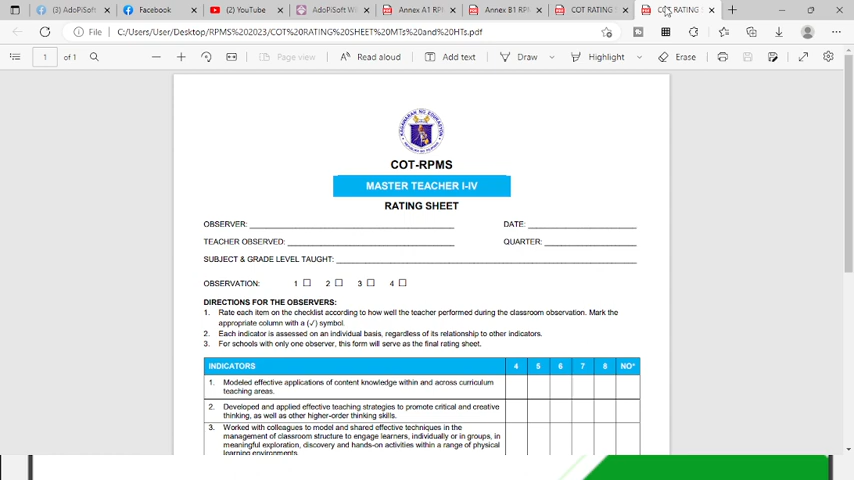 (3) AdoPiSoft
Facebook
(2) YouTube
AdoPiSoft Wi
Annex A1 RP
Annex B1 RPM
COT RATING S
COT RATING S
File
C:/Users/User/Desktop/RPMS%202023/COT%20RATING%20SHEET%20MTs%20and%20HTs.pdf
1 of 1
Page view
Read aloud
Add text
Draw
Highlight
Erase
COT-RPMS
MASTER TEACHER I-IV
RATING SHEET
OBSERVER: DATE:
TEACHER OBSERVED: QUARTER:
SUBJECT & GRADE LEVEL TAUGHT:
OBSERVATION: 1 ☐ 2 ☐ 3 ☐ 4 ☐
DIRECTIONS FOR THE OBSERVERS:
1. Rate each item on the checklist according to how well the teacher performed during the classroom observation. Mark the
appropriate column with a (✓) symbol.
2. Each indicator is assessed on an individual basis, regardless of its relationship to other indicators.
3. For schools with only one observer, this form will serve as the final rating sheet.
INDICATORS 4 5 6 7 8 NO*
1. Modeled effective applications of content knowledge within and across curriculum
teaching areas.
2. Developed and applied effective teaching strategies to promote critical and creative
thinking, as well as other higher-order thinking skills.
3. Worked with colleagues to model and shared effective techniques in the
management of classroom structure to engage learners, individually or in groups, in
meaningful exploration, discovery and hands-on activities within a range of physical
learning environments.